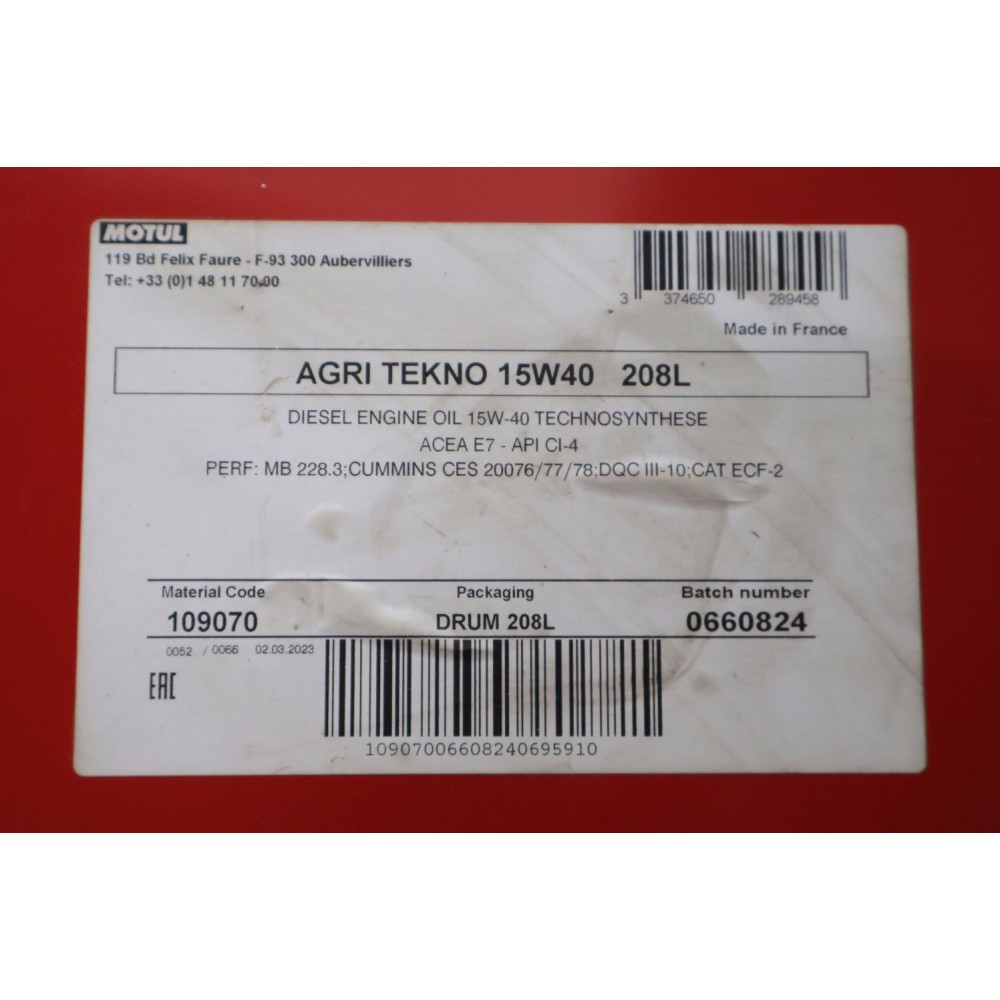 MOTUL
119 Bd Felix Faure - F-93 300 Aubervilliers
Tel: +33 (0)1 48 11 70 00
3 374650 289458
Made in France
AGRI TEKNO 15W40 208L
DIESEL ENGINE OIL 15W-40 TECHNOSYNTHESE
ACEA E7 - API CI-4
PERF: MB 228.3;CUMMINS CES 20076/77/78;DQC III-10;CAT ECF-2
Material Code Packaging Batch number
109070 DRUM 208L 0660824
0052 / 0066 02.03.2023
EAC
10907006608240695910